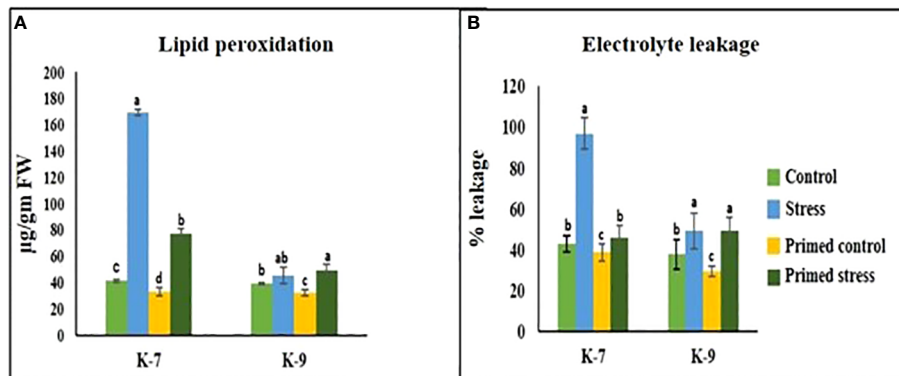 A
Lipid peroxidation
µg/gm FW
200
180
160
140
120
100
80
60
40
20
0
a
b
c
d
b
ab
c
a
K-7
K-9
B
Electrolyte leakage
% leakage
120
100
80
60
40
20
0
a
b
c
b
b
a
c
a
K-7
K-9
Control
Stress
Primed control
Primed stress